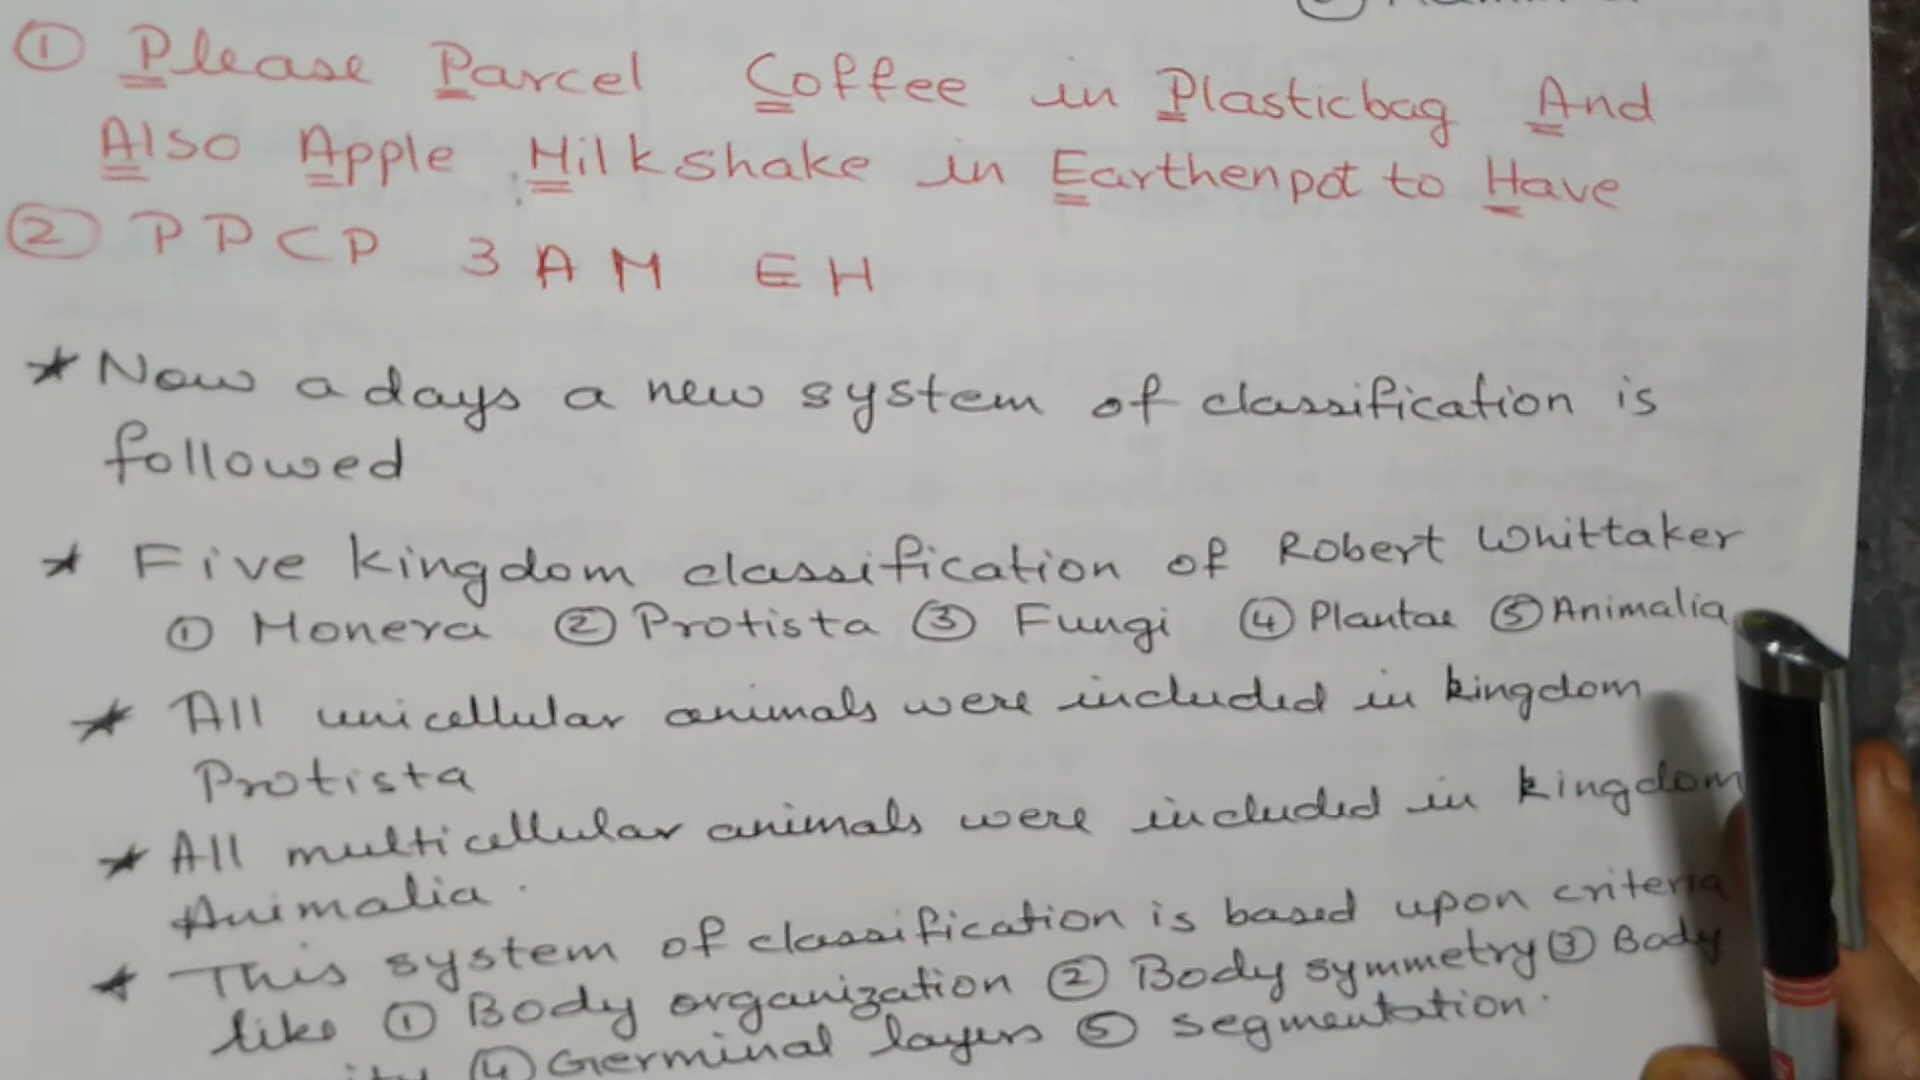 ① Please Parcel Coffee in Plasticbag And
Also Apple Milkshake in Earthenpot to Have
② PPCP 3 AM EH
* Now a days a new system of classification is
followed
* Five kingdom classification of Robert Whittaker
① Monera ② Protista ③ Fungi ④ Plantae ⑤ Animalia
* All unicellular animals were included in kingdom
Protista
* All multicellular animals were included in kingdom
Animalia.
* This system of classification is based upon criteria
like ① Body organization ② Body symmetry ③ Body
④ Germinal layers ⑤ segmentation.